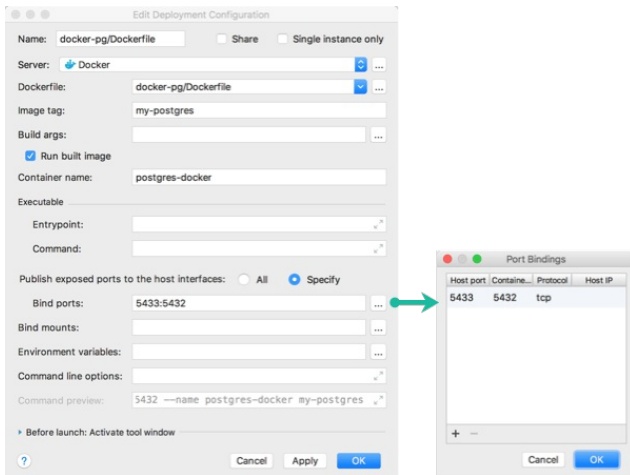 Edit Deployment Configuration
Name: docker-pg/Dockerfile Share Single instance only
Server: Docker ...
Dockerfile: docker-pg/Dockerfile ...
Image tag: my-postgres
Build args: ...
Run built image
Container name: postgres-docker
Executable
Entrypoint:
Command:
Publish exposed ports to the host interfaces: All Specify
Bind ports: 5433:5432 ...
Bind mounts: ...
Environment variables: ...
Command line options:
Command preview: 5432 --name postgres-docker my-postgres
Before launch: Activate tool window
? Cancel Apply OK
Port Bindings
Host port Containe... Protocol Host IP
5433 5432 tcp
+ −
Cancel OK